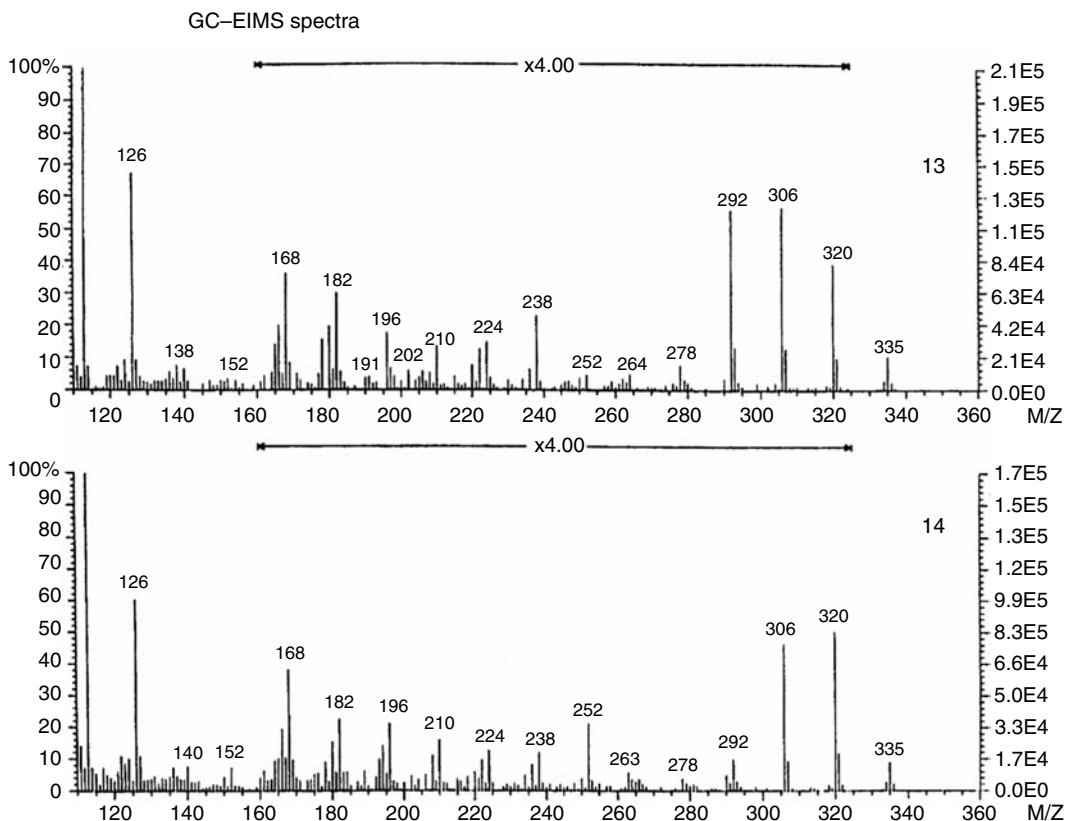 GC–EIMS spectra
x4.00
100%
90
80
70
60
50
40
30
20
10
0
2.1E5
1.9E5
1.7E5
1.5E5
1.3E5
1.1E5
8.4E4
6.3E4
4.2E4
2.1E4
0.0E0
13
126
138
152
168
182
191
196
202
210
224
238
252
264
278
292
306
320
335
120 140 160 180 200 220 240 260 280 300 320 340 360 M/Z
x4.00
100%
90
80
70
60
50
40
30
20
10
0
1.7E5
1.5E5
1.3E5
1.2E5
9.9E5
8.3E4
6.6E4
5.0E4
3.3E4
1.7E4
0.0E0
14
126
140
152
168
182
196
210
224
238
252
263
278
292
306
320
335
120 140 160 180 200 220 240 260 280 300 320 340 360 M/Z